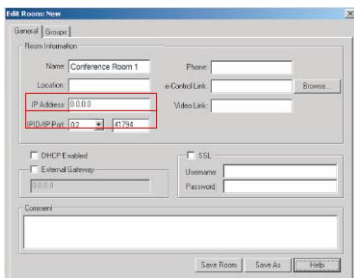 Edit Room: New
General Groups
Room Information
Name: Conference Room 1
Phone:
Location:
e-Control Link:
Browse...
IP Address: 0.0.0.0
Video Link:
IPID/IP Port: 02 41794
DHCP Enabled
SSL
External Gateway
Username:
0.0.0.0
Password:
Comment
Save Room Save As Help